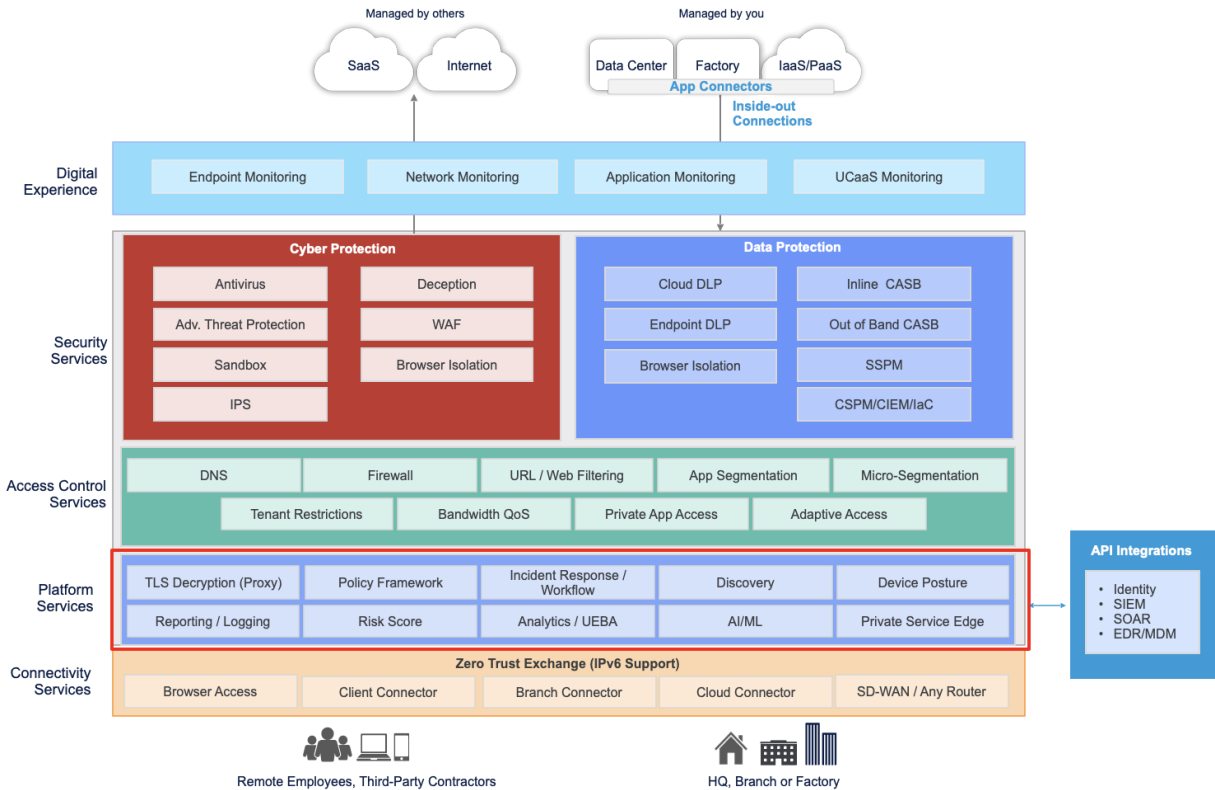 Managed by others
Managed by you
SaaS
Internet
Data Center
Factory
IaaS/PaaS
App Connectors
Inside-out
Connections
Digital
Experience
Endpoint Monitoring
Network Monitoring
Application Monitoring
UCaaS Monitoring
Security
Services
Cyber Protection
Antivirus
Deception
Adv. Threat Protection
WAF
Sandbox
Browser Isolation
IPS
Data Protection
Cloud DLP
Inline CASB
Endpoint DLP
Out of Band CASB
Browser Isolation
SSPM
CSPM/CIEM/IaC
Access Control
Services
DNS
Firewall
URL / Web Filtering
App Segmentation
Micro-Segmentation
Tenant Restrictions
Bandwidth QoS
Private App Access
Adaptive Access
Platform
Services
TLS Decryption (Proxy)
Policy Framework
Incident Response /
Workflow
Discovery
Device Posture
Reporting / Logging
Risk Score
Analytics / UEBA
AI/ML
Private Service Edge
API Integrations
• Identity
• SIEM
• SOAR
• EDR/MDM
Connectivity
Services
Zero Trust Exchange (IPv6 Support)
Browser Access
Client Connector
Branch Connector
Cloud Connector
SD-WAN / Any Router
Remote Employees, Third-Party Contractors
HQ, Branch or Factory